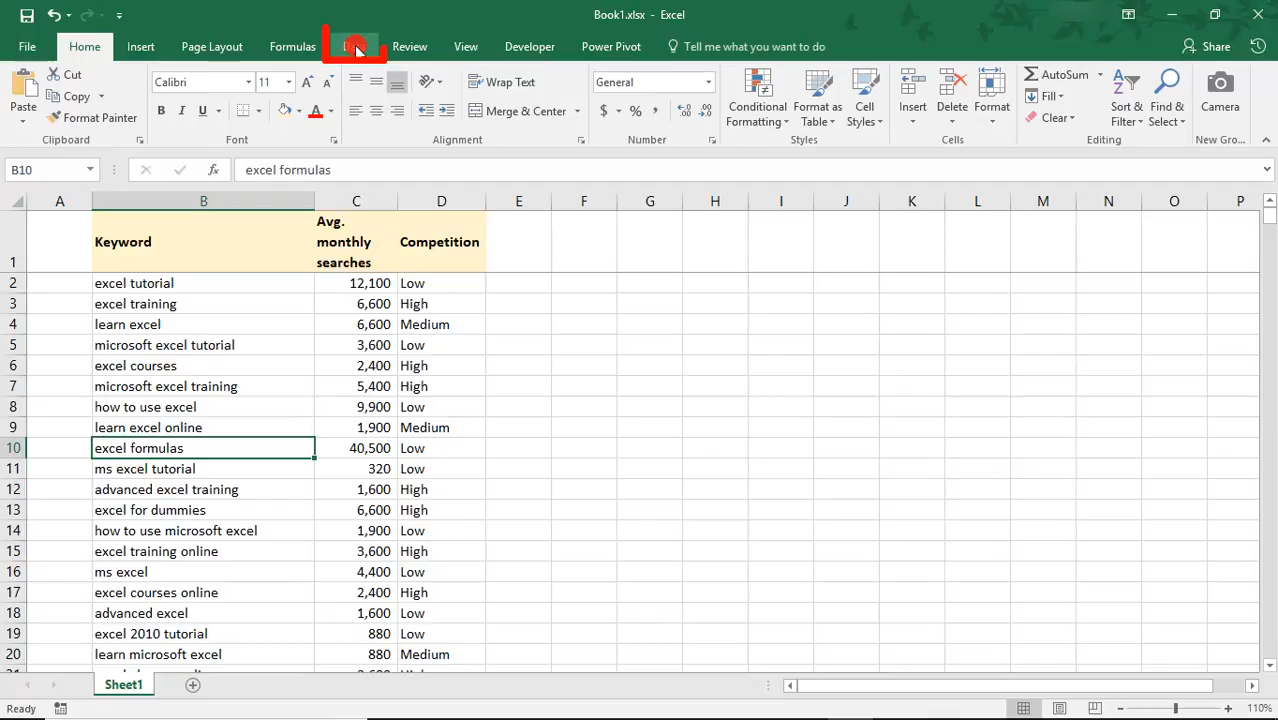 Book1.xlsx - Excel
File Home Insert Page Layout Formulas Review View Developer Power Pivot Tell me what you want to do Share
Paste
Cut
Copy
Format Painter
Clipboard
Calibri 11 A A
B I U A
Font
Wrap Text
Merge & Center
Alignment
General
$ % , .00
Number
Conditional Formatting
Format as Table
Cell Styles
Styles
Insert Delete Format
Cells
AutoSum
Fill
Clear
Sort & Filter
Find & Select
Editing
Camera
New Gro...
B10 fx excel formulas
A B C D E F G H I J K L M N O P
1 Keyword Avg. monthly searches Competition
2 excel tutorial 12,100 Low
3 excel training 6,600 High
4 learn excel 6,600 Medium
5 microsoft excel tutorial 3,600 Low
6 excel courses 2,400 High
7 microsoft excel training 5,400 High
8 how to use excel 9,900 Low
9 learn excel online 1,900 Medium
10 excel formulas 40,500 Low
11 ms excel tutorial 320 Low
12 advanced excel training 1,600 High
13 excel for dummies 6,600 High
14 how to use microsoft excel 1,900 Low
15 excel training online 3,600 High
16 ms excel 4,400 Low
17 excel courses online 2,400 High
18 advanced excel 1,600 Low
19 excel 2010 tutorial 880 Low
20 learn microsoft excel 880 Medium
Sheet1
Ready 110%